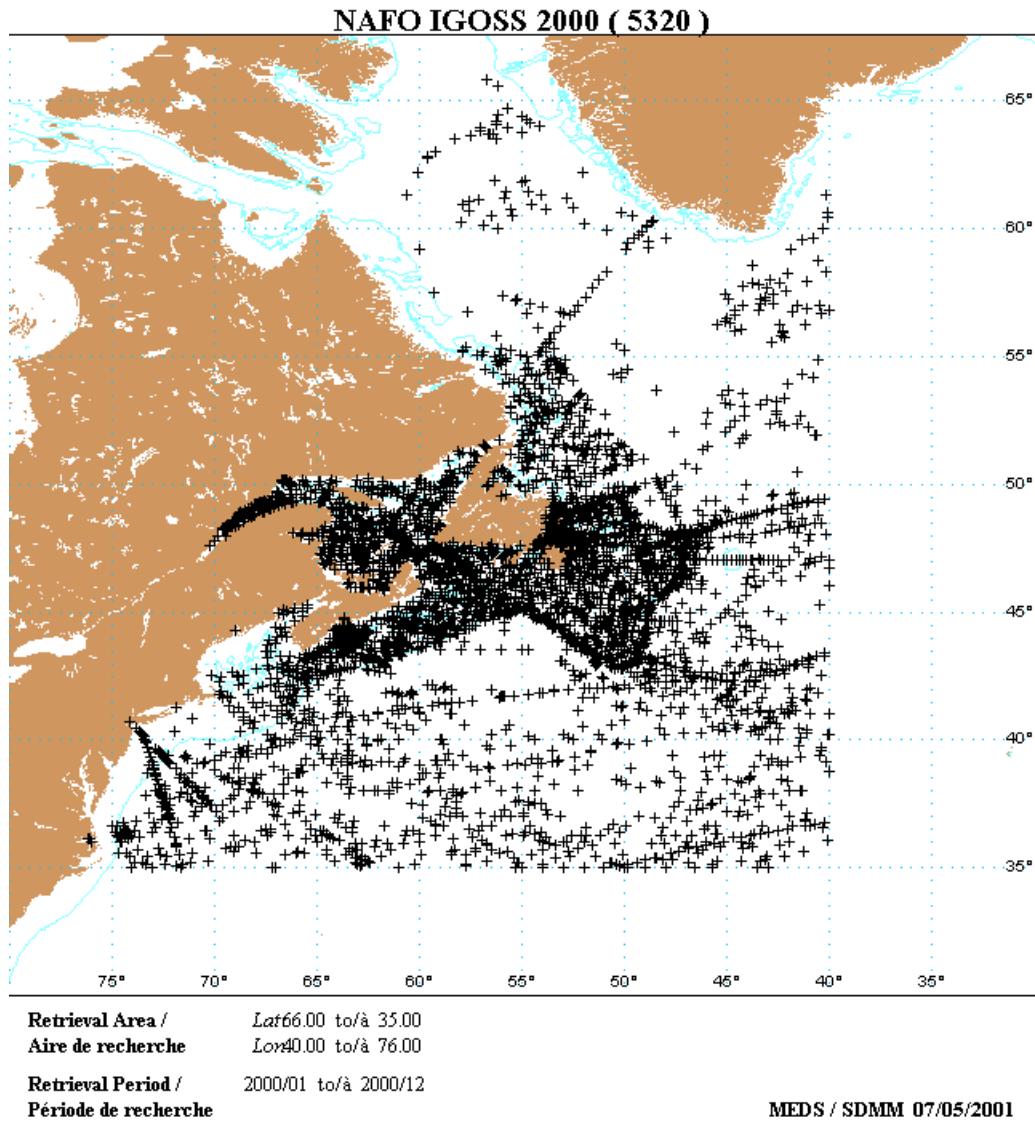 NAFO IGOSS 2000 ( 5320 )
65°
60°
55°
50°
45°
40°
35°
75° 70° 65° 60° 55° 50° 45° 40° 35°
Retrieval Area / Lat66.00 to/à 35.00
Aire de recherche Lon40.00 to/à 76.00
Retrieval Period / 2000/01 to/à 2000/12
Période de recherche
MEDS / SDMM 07/05/2001